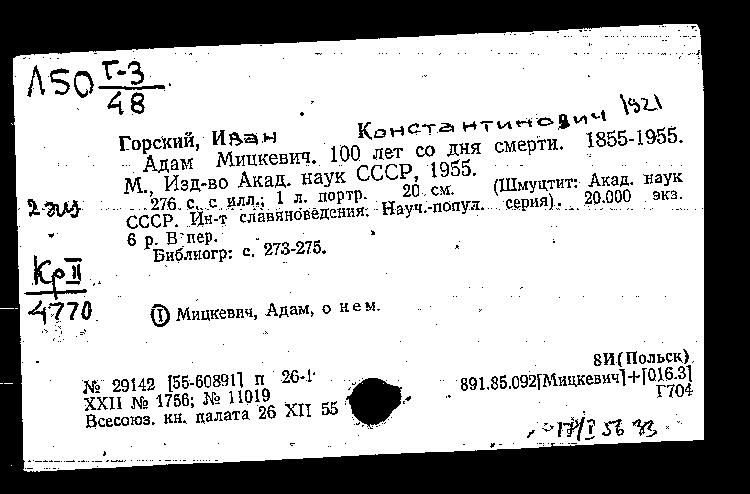 Л50 Г-3
48
Горский, Иван Константинович 1921
Адам Мицкевич. 100 лет со дня смерти. 1855-1955.
М., Изд-во Акад. наук СССР, 1955.
276 с. с илл.; 1 л. портр. 20 см. (Шмуцтит: Акад. наук
2 экз
СССР. Ин-т славяноведения. Науч.-попул. серия). 20.000 экз.
6 р. В пер.
Библиогр: с. 273-275.
Кр II
4770
I Мицкевич, Адам, о нем.
8И(Польск)
№ 29142 [55-60891] п 26-1
891.85.092[Мицкевич]+[016.3]
XXII № 1756; № 11019
Г704
Всесоюз. кн. палата 26 XII 55
17/I 56